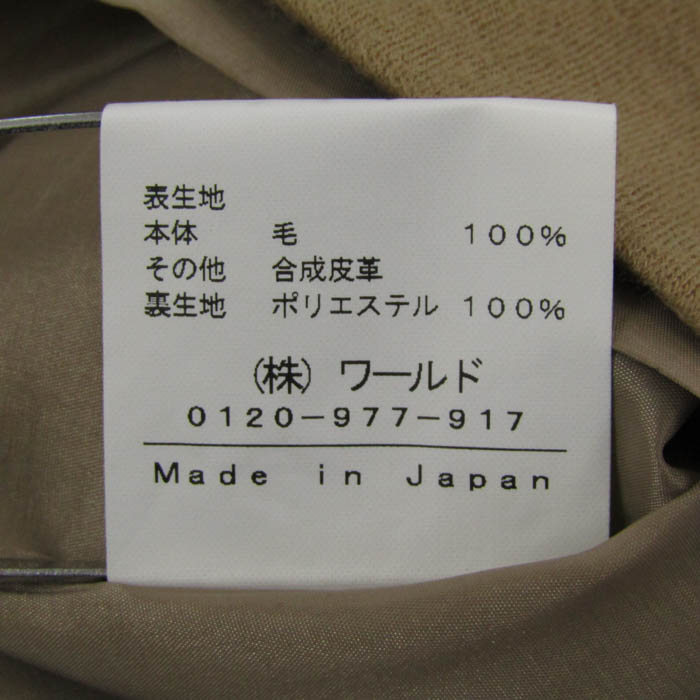 表生地
本体 毛 100%
その他 合成皮革
裏生地 ポリエステル 100%
(株) ワールド
0120-977-917
Made in Japan